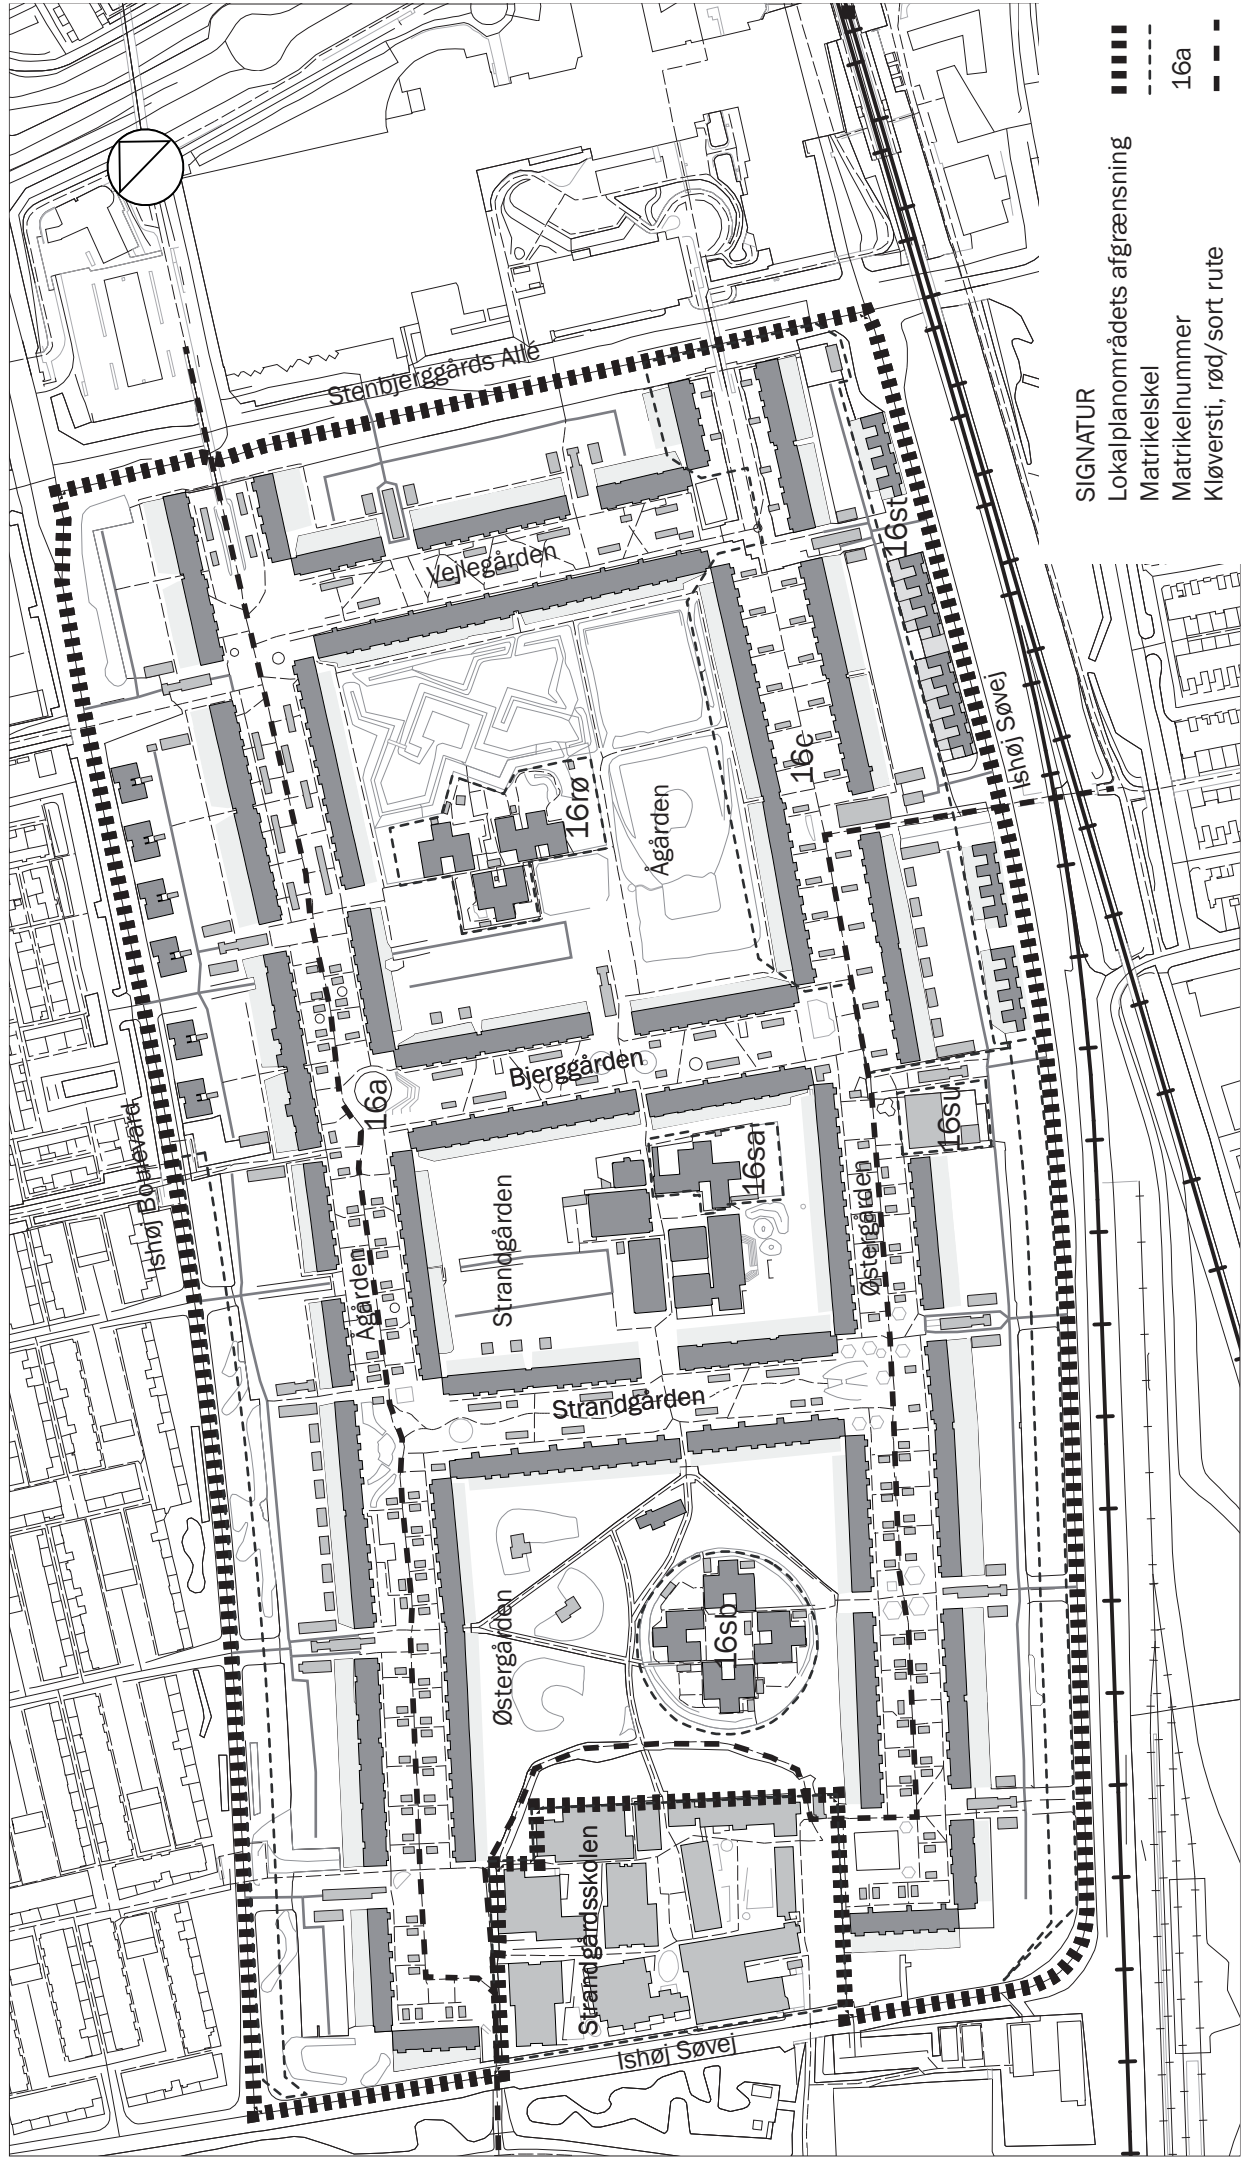 Stenbjerggårds Allé
Vejlegården
16st
Ishøj Søvej
16c
16rø
Ågården
Bjerggården
16a
Ishøj Boulevard
16su
16sa
Strandgården
Østergården
Ågården
Strandgården
16sb
Østergården
Strandgårdsskolen
Ishøj Søvej
SIGNATUR
Lokalplanområdets afgrænsning
Matrikelskel
Matrikelnummer 16a
Kløversti, rød/sort rute